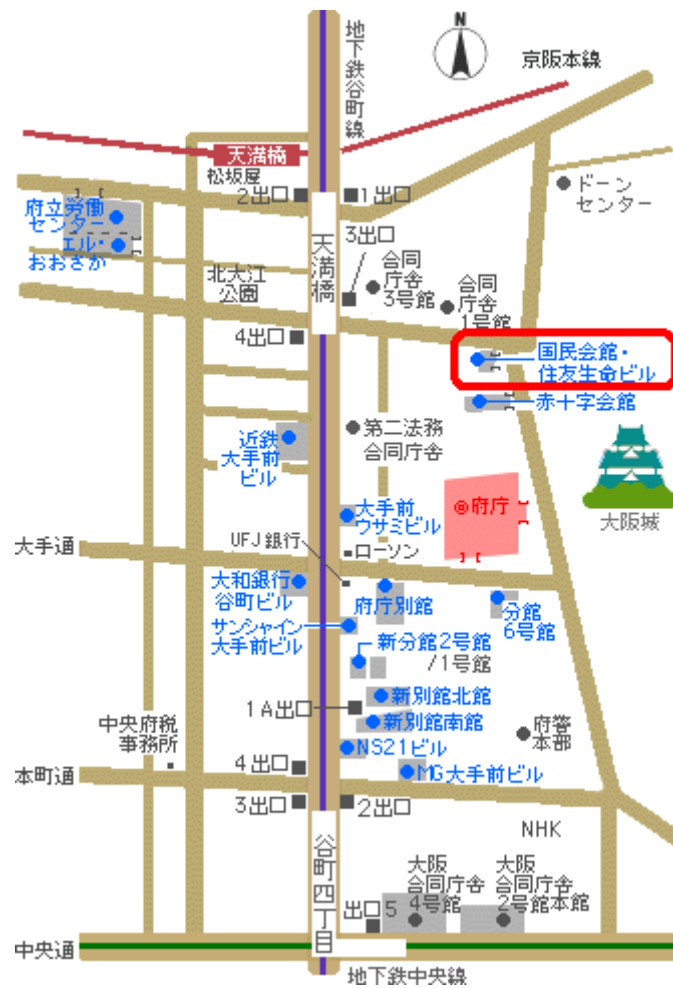 地下鉄谷町線
京阪本線
天満橋
松坂屋
2出口
1出口
ドーン
センター
府立労働
センター
エル・
おおさか
3出口
天満橋
北大江
公園
合同
庁舎
3号館
合同
庁舎
1号館
4出口
国民会館・
住友生命ビル
赤十字会館
近鉄
大手前
ビル
第二法務
合同庁舎
大手前
ウサミビル
府庁
大阪城
大手通
UFJ銀行
ローソン
大和銀行
谷町ビル
府庁別館
分館
6号館
サンシャイン
大手前ビル
新分館2号館
/1号館
1A出口
新別館北館
新別館南館
中央府税
事務所
府警
本部
NS21ビル
4出口
MG大手前ビル
本町通
3出口
2出口
NHK
谷町四丁目
大阪
合同庁舎
4号館
大阪
合同庁舎
2号館本館
出口5
中央通
地下鉄中央線